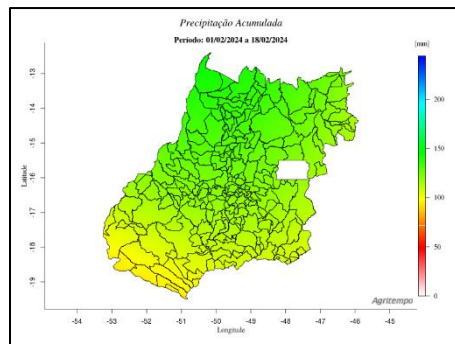 Precipitação Acumulada
Período: 01/02/2024 a 18/02/2024
[mm]
200
150
100
50
0
-13
-14
-15
-16
-17
-18
-19
Latitude
-54 -53 -52 -51 -50 -49 -48 -47 -46 -45
Longitude
Agritempo